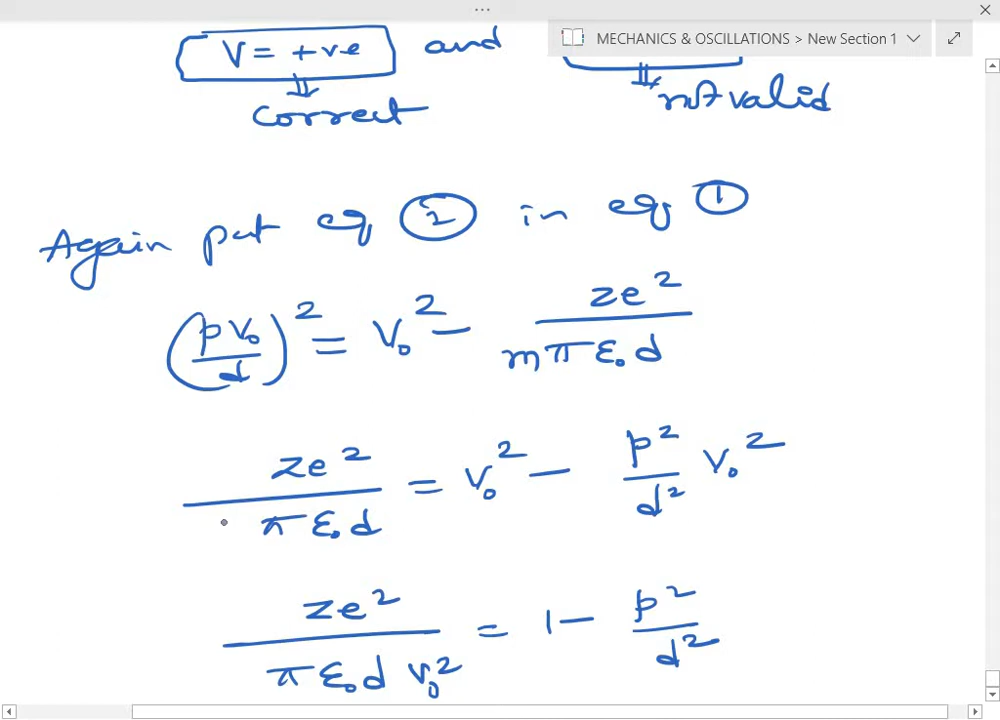 MECHANICS & OSCILLATIONS > New Section 1
V = +ve and
⇓ ⇓
correct not valid
Again put eq ② in eq ①
(pV₀/d)² = V₀² − ze²/(mπε₀d)
ze²/(πε₀d) = V₀² − p²/d² V₀²
ze²/(πε₀d V₀²) = 1 − p²/d²